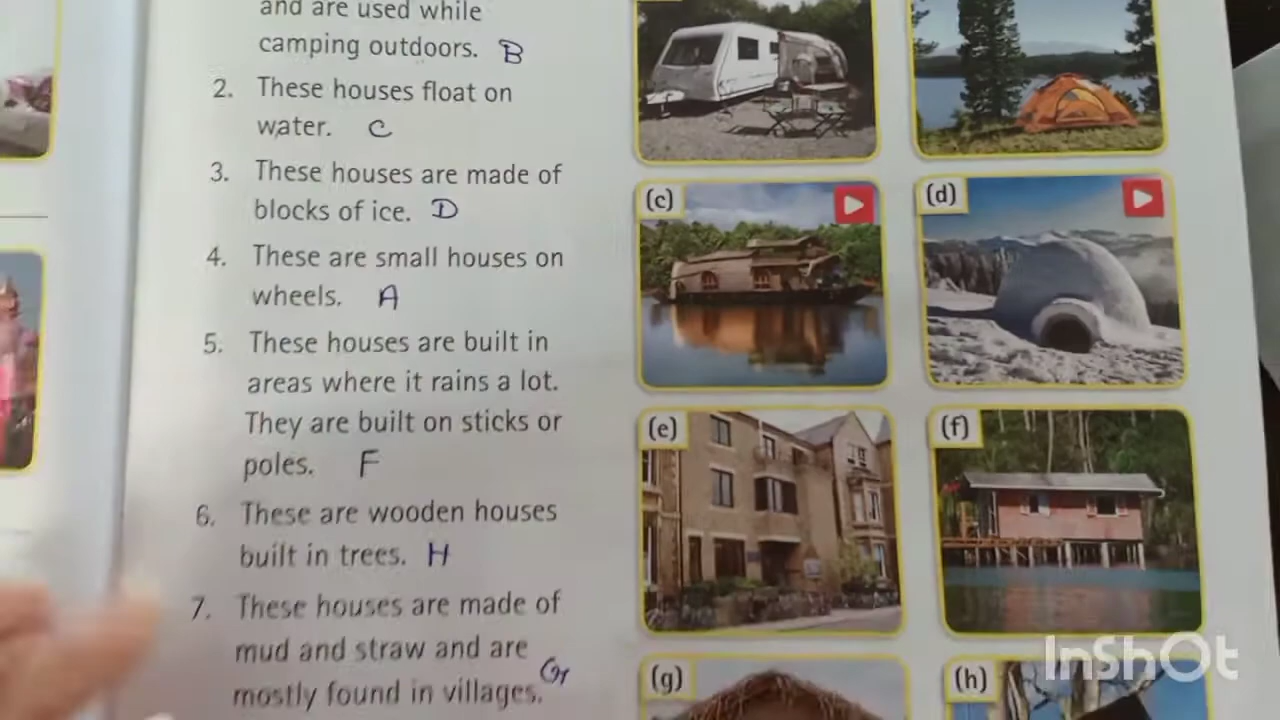 and are used while
camping outdoors. B
2. These houses float on
water. C
3. These houses are made of
blocks of ice. D
4. These are small houses on
wheels. A
5. These houses are built in
areas where it rains a lot.
They are built on sticks or
poles. F
6. These are wooden houses
built in trees. H
7. These houses are made of
mud and straw and are
mostly found in villages. G
(c)
(d)
(e)
(f)
(g)
(h)
InShOt